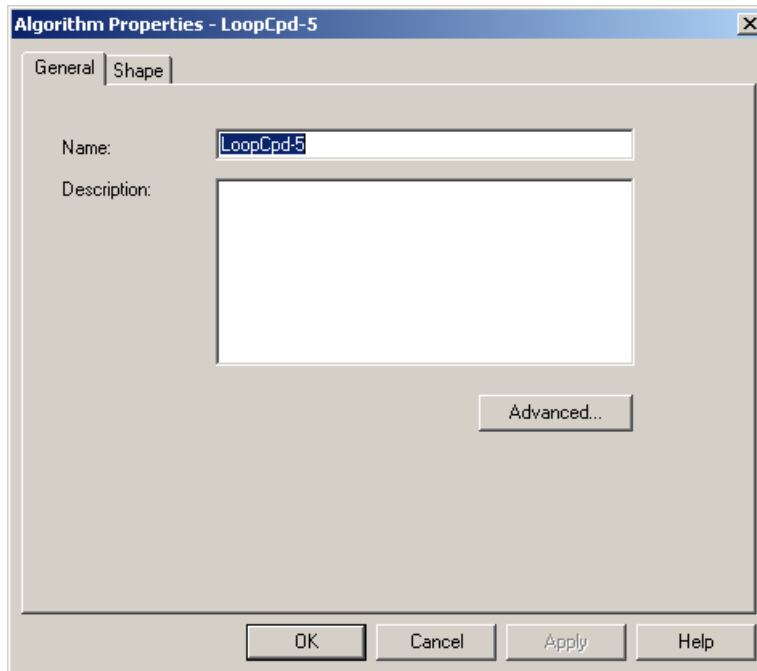 Algorithm Properties - LoopCpd-5
General Shape
Name: LoopCpd-5
Description:
Advanced...
OK Cancel Apply Help